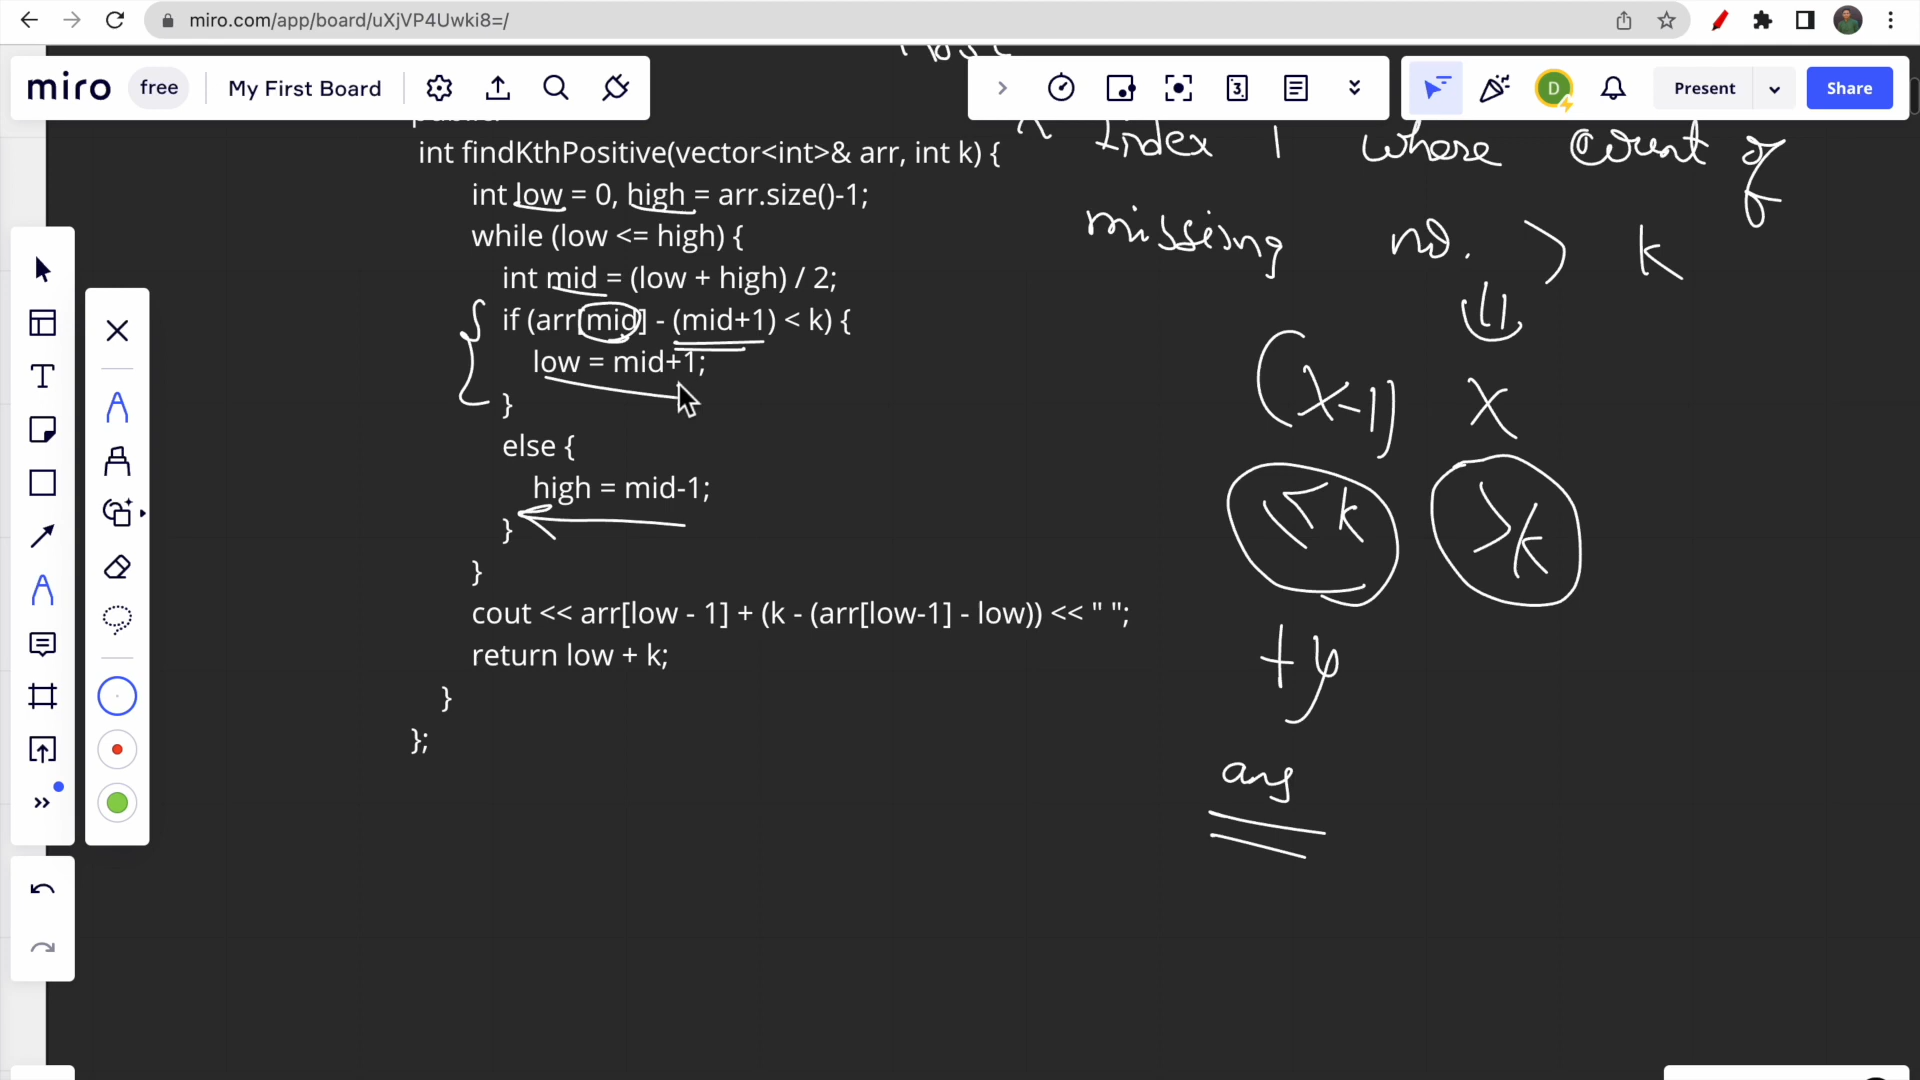 miro.com/app/board/uXjVP4Uwki8=/
miro free My First Board
D Present Share
int findKthPositive(vector<int>& arr, int k) {
int low = 0, high = arr.size()-1;
while (low <= high) {
int mid = (low + high) / 2;
if (arr[mid] - (mid+1) < k) {
low = mid+1;
}
else {
high = mid-1;
}
}
cout << arr[low - 1] + (k - (arr[low-1] - low)) << " ";
return low + k;
}
};
Index 1 where count of
missing no. > k
(x-1) x
<k >k
+
ans